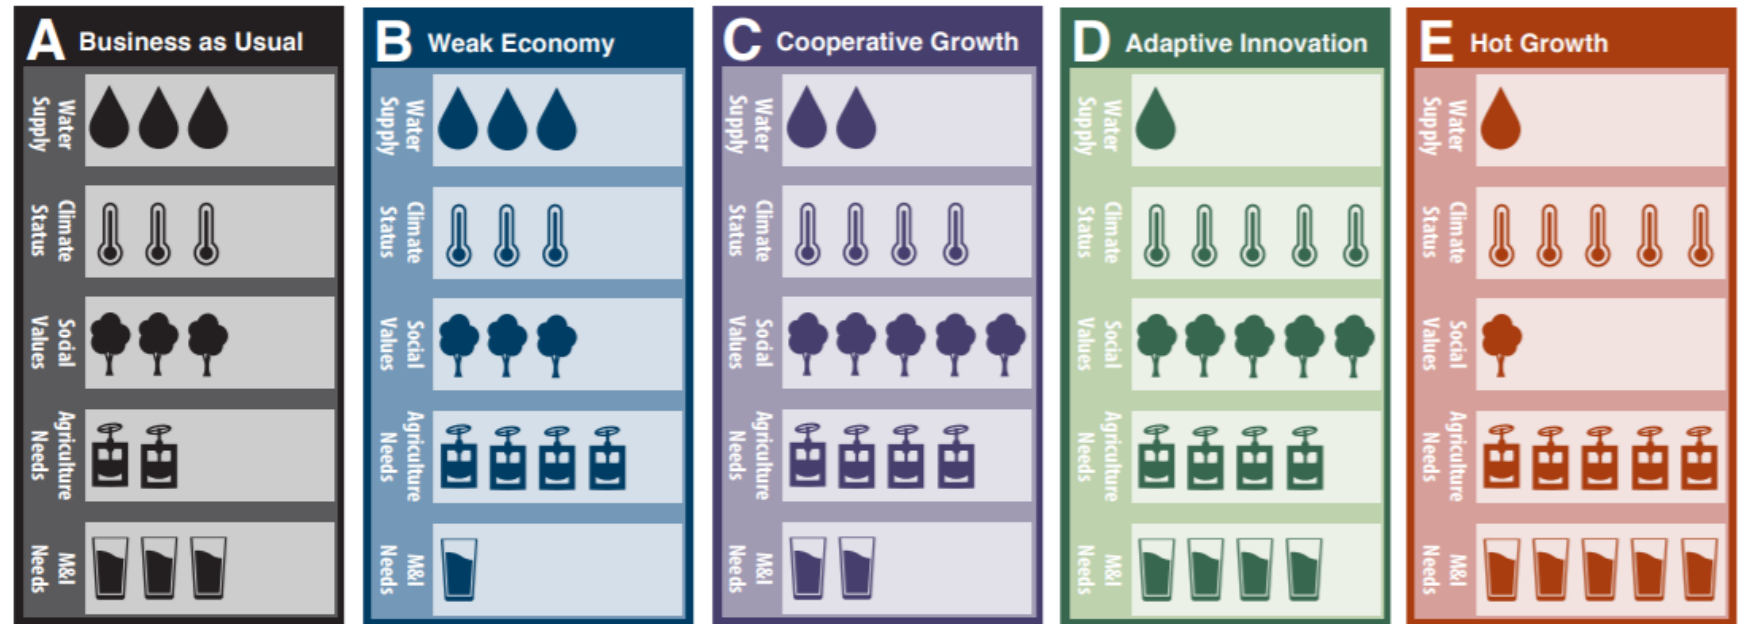 A Business as Usual
Water
Supply
Climate
Status
Social
Values
Agriculture
Needs
M&I
Needs
B Weak Economy
Water
Supply
Climate
Status
Social
Values
Agriculture
Needs
M&I
Needs
C Cooperative Growth
Water
Supply
Climate
Status
Social
Values
Agriculture
Needs
M&I
Needs
D Adaptive Innovation
Water
Supply
Climate
Status
Social
Values
Agriculture
Needs
M&I
Needs
E Hot Growth
Water
Supply
Climate
Status
Social
Values
Agriculture
Needs
M&I
Needs